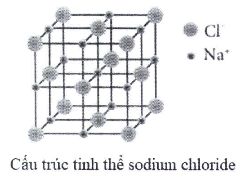 Cl⁻
Na⁺
Cấu trúc tinh thể sodium chloride